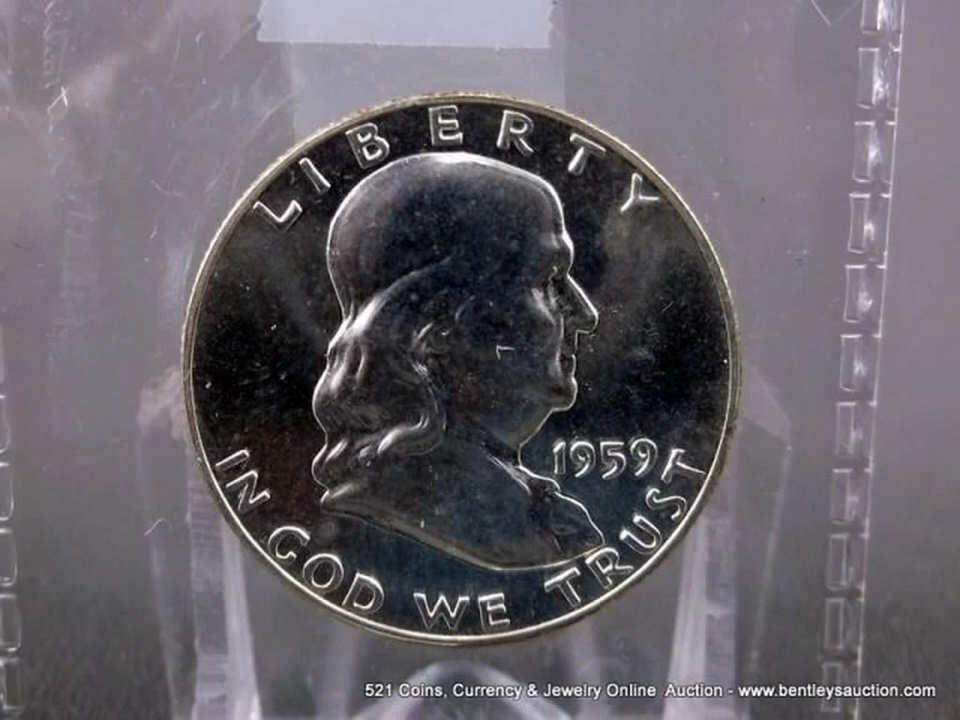 LIBERTY
1959
IN GOD WE TRUST
521 Coins, Currency & Jewelry Online Auction - www.bentleysauction.com